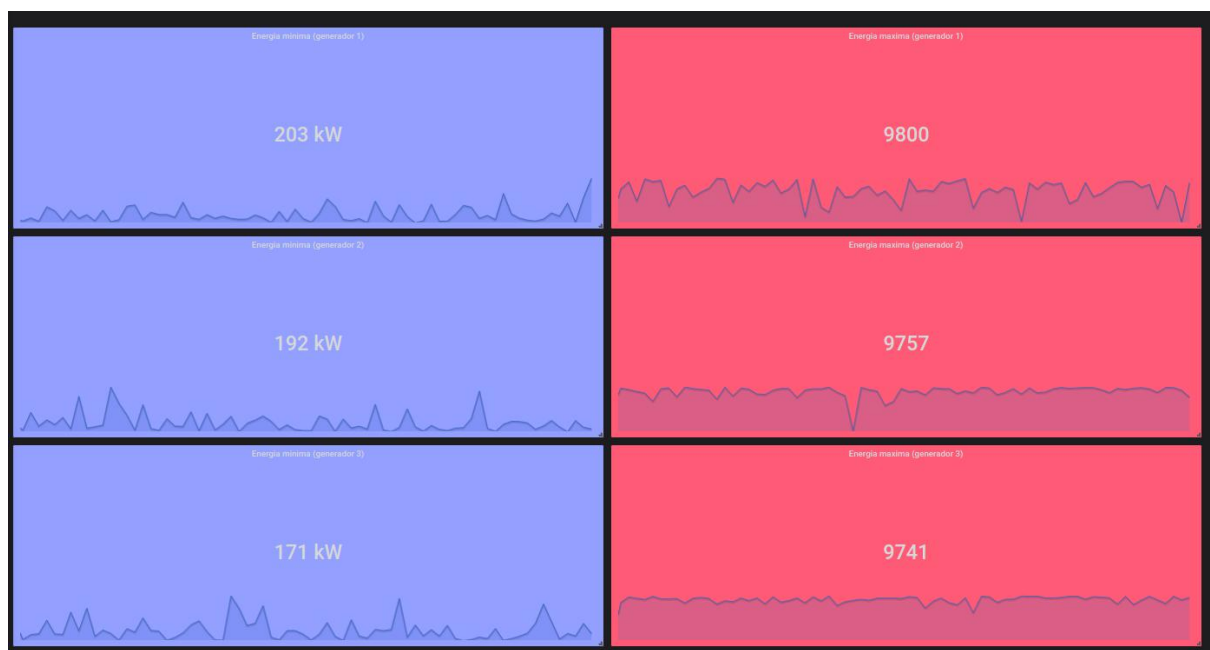 Energia minima (generador 1)
203 kW
Energia maxima (generador 1)
9800
Energia minima (generador 2)
192 kW
Energia maxima (generador 2)
9757
Energia minima (generador 3)
171 kW
Energia maxima (generador 3)
9741